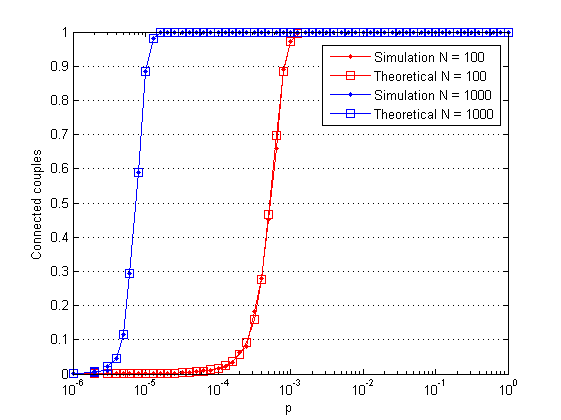 1
0.9
0.8
0.7
0.6
0.5
0.4
0.3
0.2
0.1
0
Connected couples
Simulation N = 100
Theoretical N = 100
Simulation N = 1000
Theoretical N = 1000
10^-6 10^-5 10^-4 10^-3 10^-2 10^-1 10^0
p